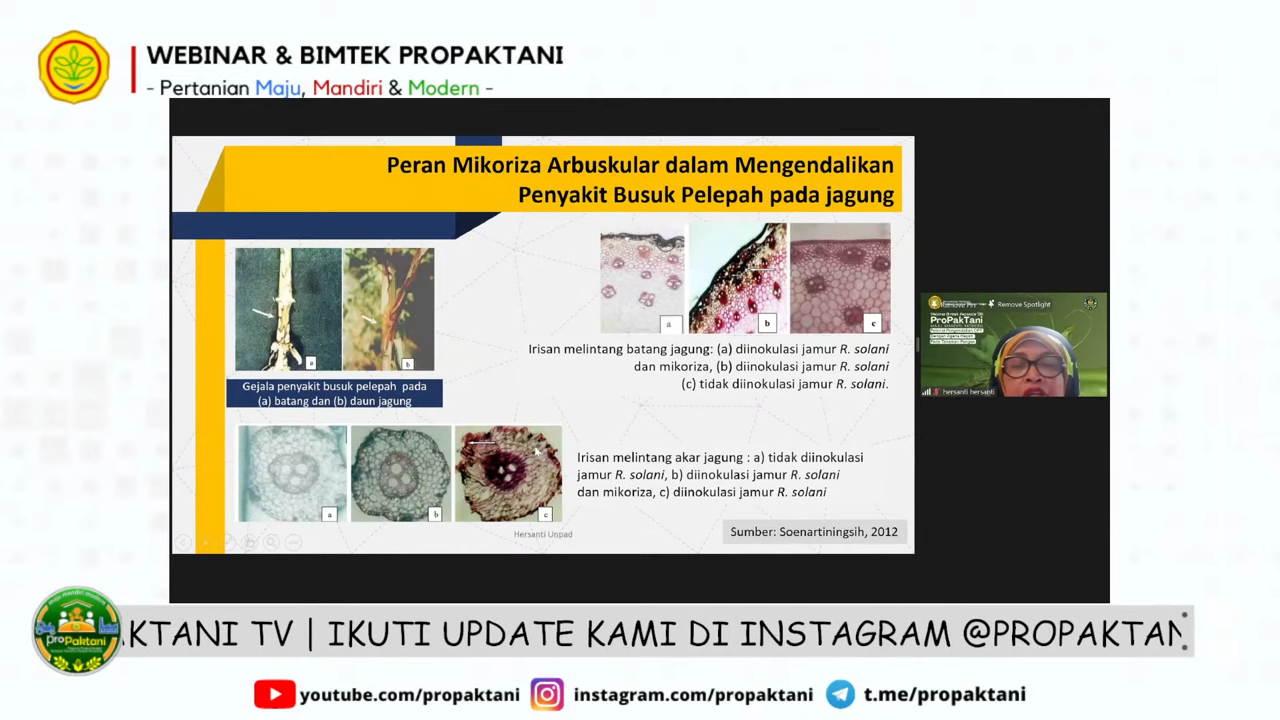 WEBINAR & BIMTEK PROPAKTANI
- Pertanian Maju, Mandiri & Modern -
Peran Mikoriza Arbuskular dalam Mengendalikan
Penyakit Busuk Pelepah pada jagung
a
b
Gejala penyakit busuk pelepah pada
(a) batang dan (b) daun jagung
a
b
c
Irisan melintang batang jagung: (a) diinokulasi jamur R. solani
dan mikoriza, (b) diinokulasi jamur R. solani
(c) tidak diinokulasi jamur R. solani.
a
b
c
Irisan melintang akar jagung : a) tidak diinokulasi
jamur R. solani, b) diinokulasi jamur R. solani
dan mikoriza, c) diinokulasi jamur R. solani
Hersanti Unpad
Sumber: Soenartiningsih, 2012
Remove Spotlight
ProPakTani
hersanti hersanti
proPaktani
AKTANI TV | IKUTI UPDATE KAMI DI INSTAGRAM @PROPAKTAN
youtube.com/propaktani
instagram.com/propaktani
t.me/propaktani